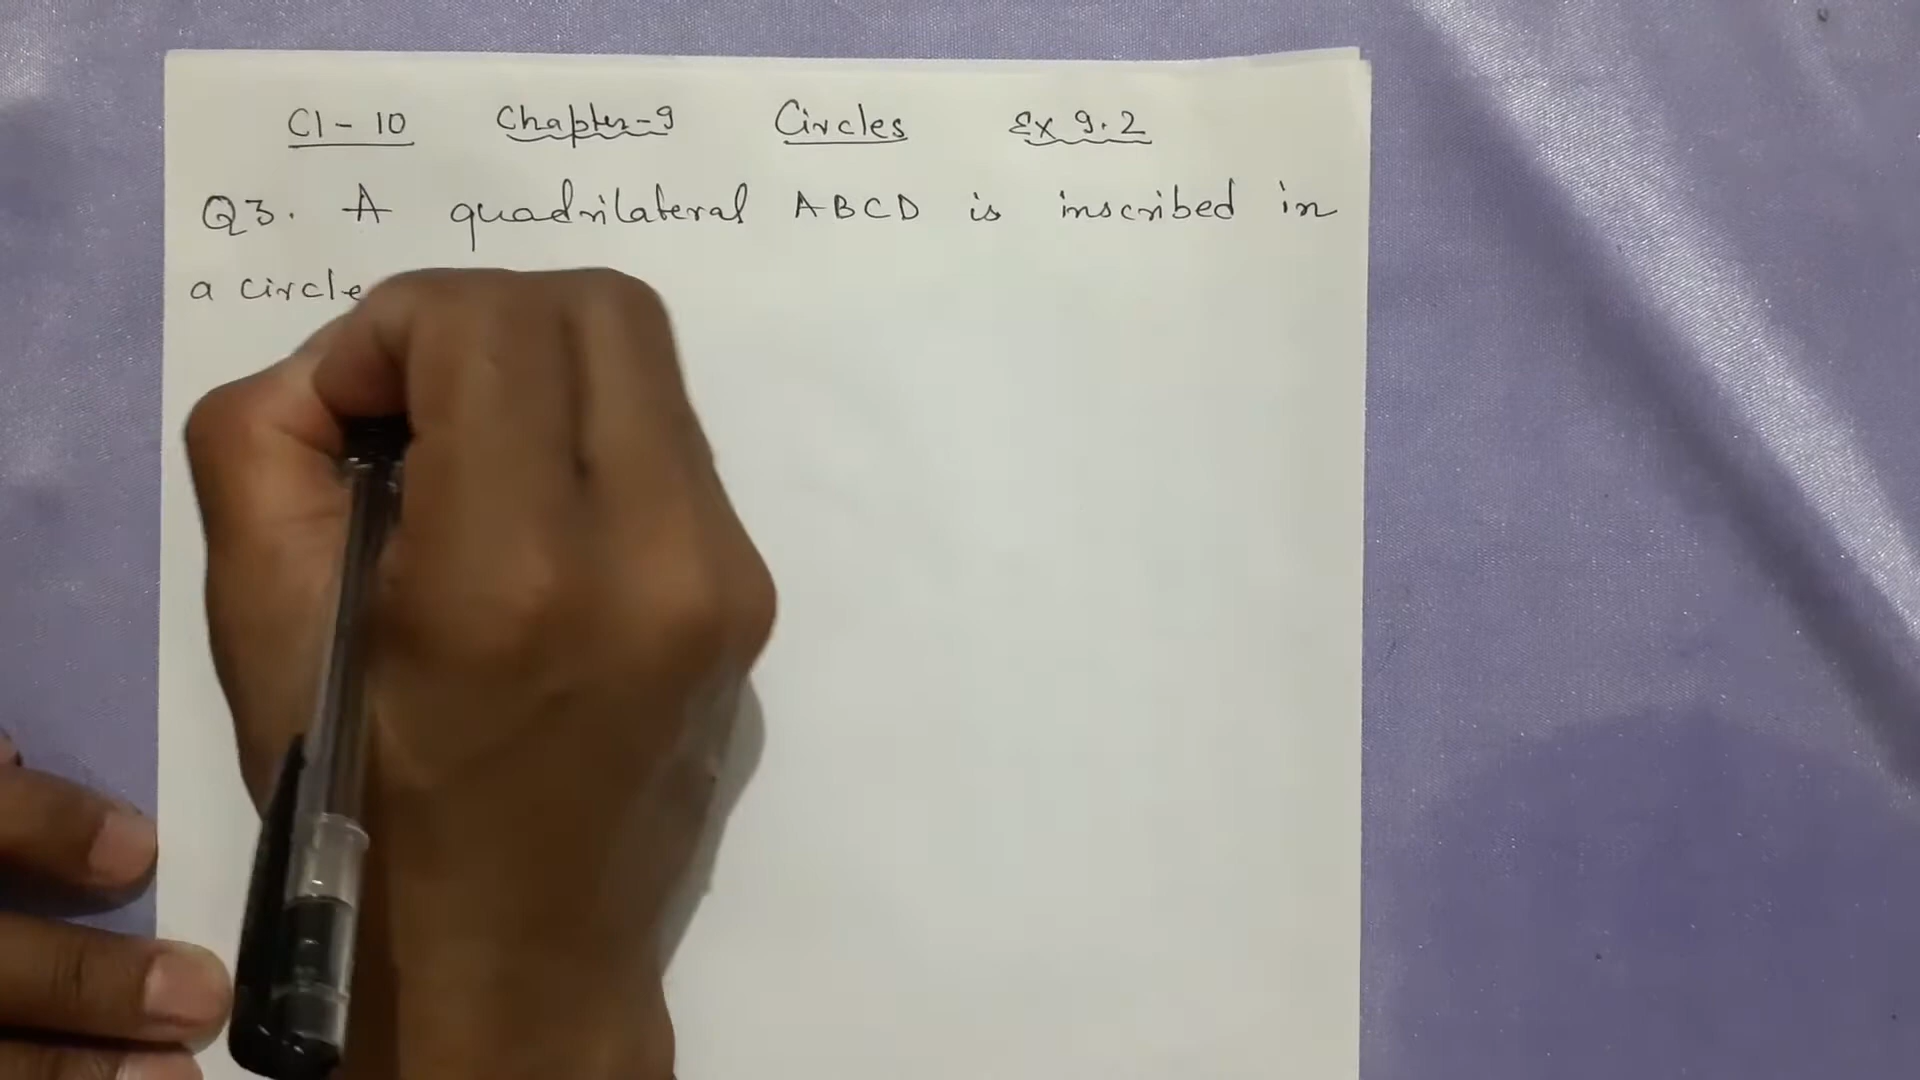 Cl - 10 Chapter-9 Circles Ex 9.2
Q3. A quadrilateral ABCD is inscribed in
a circle